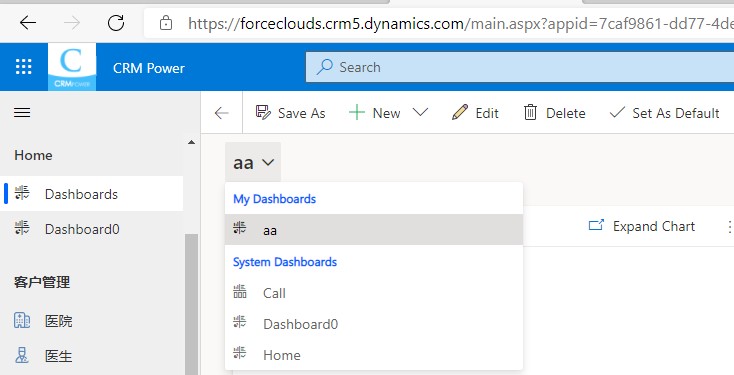 https://forceclouds.crm5.dynamics.com/main.aspx?appid=7caf9861-dd77-4de
C
CRMPOWER
CRM Power
Search
Save As
New
Edit
Delete
Set As Default
Home
Dashboards
Dashboard0
客户管理
医院
医生
aa
My Dashboards
aa
System Dashboards
Call
Dashboard0
Home
Expand Chart